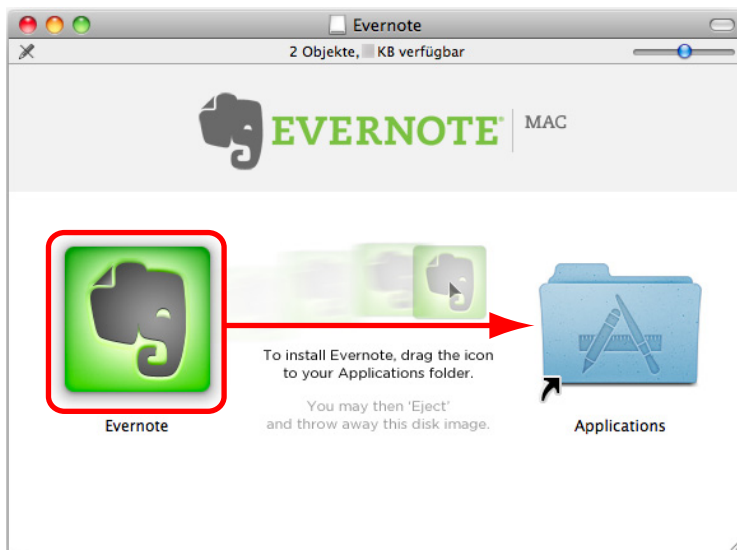 Evernote
2 Objekte, KB verfügbar
EVERNOTE® MAC
To install Evernote, drag the icon
to your Applications folder.
You may then 'Eject'
and throw away this disk image.
Evernote
Applications